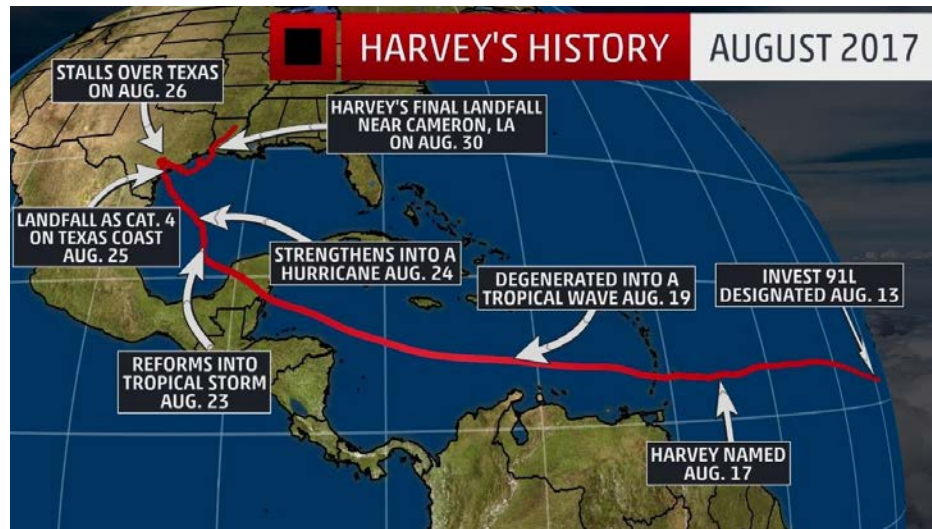 HARVEY'S HISTORY
AUGUST 2017
STALLS OVER TEXAS
ON AUG. 26
HARVEY'S FINAL LANDFALL
NEAR CAMERON, LA
ON AUG. 30
LANDFALL AS CAT. 4
ON TEXAS COAST
AUG. 25
STRENGTHENS INTO A
HURRICANE AUG. 24
DEGENERATED INTO A
TROPICAL WAVE AUG. 19
INVEST 91L
DESIGNATED AUG. 13
REFORMS INTO
TROPICAL STORM
AUG. 23
HARVEY NAMED
AUG. 17